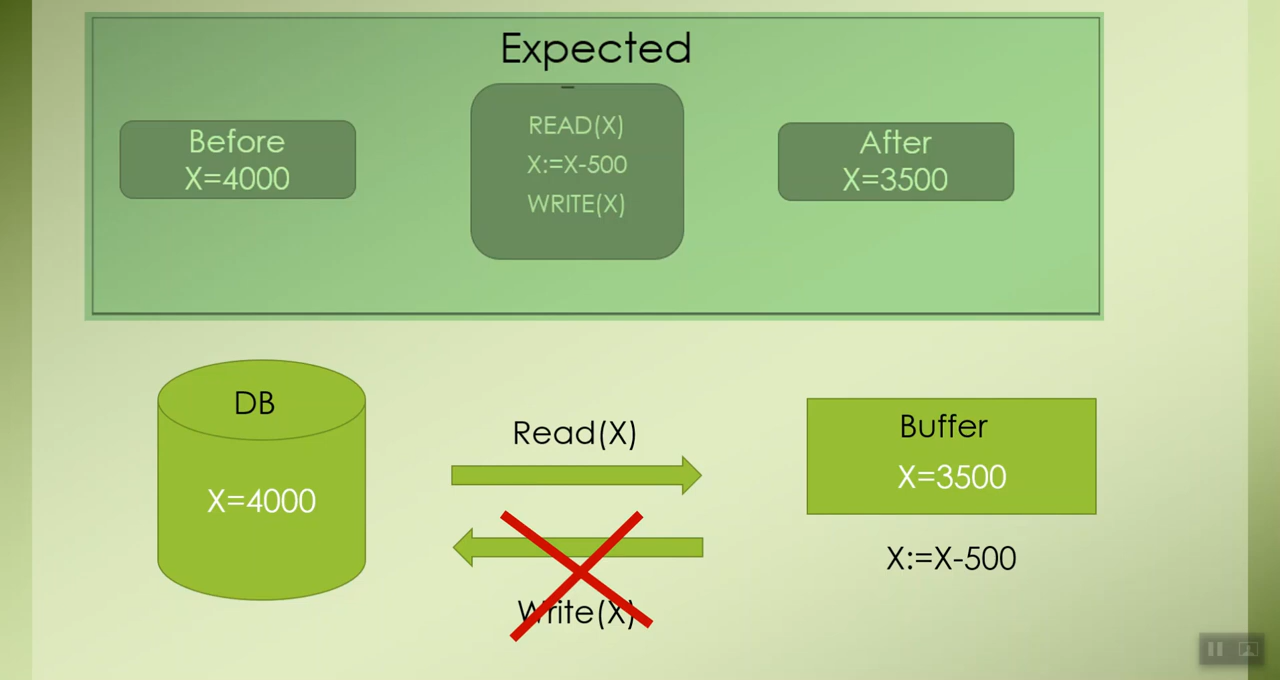 Expected
Before
X=4000
READ(X)
X:=X-500
WRITE(X)
After
X=3500
DB
X=4000
Read(X)
Write(X)
Buffer
X=3500
X:=X-500